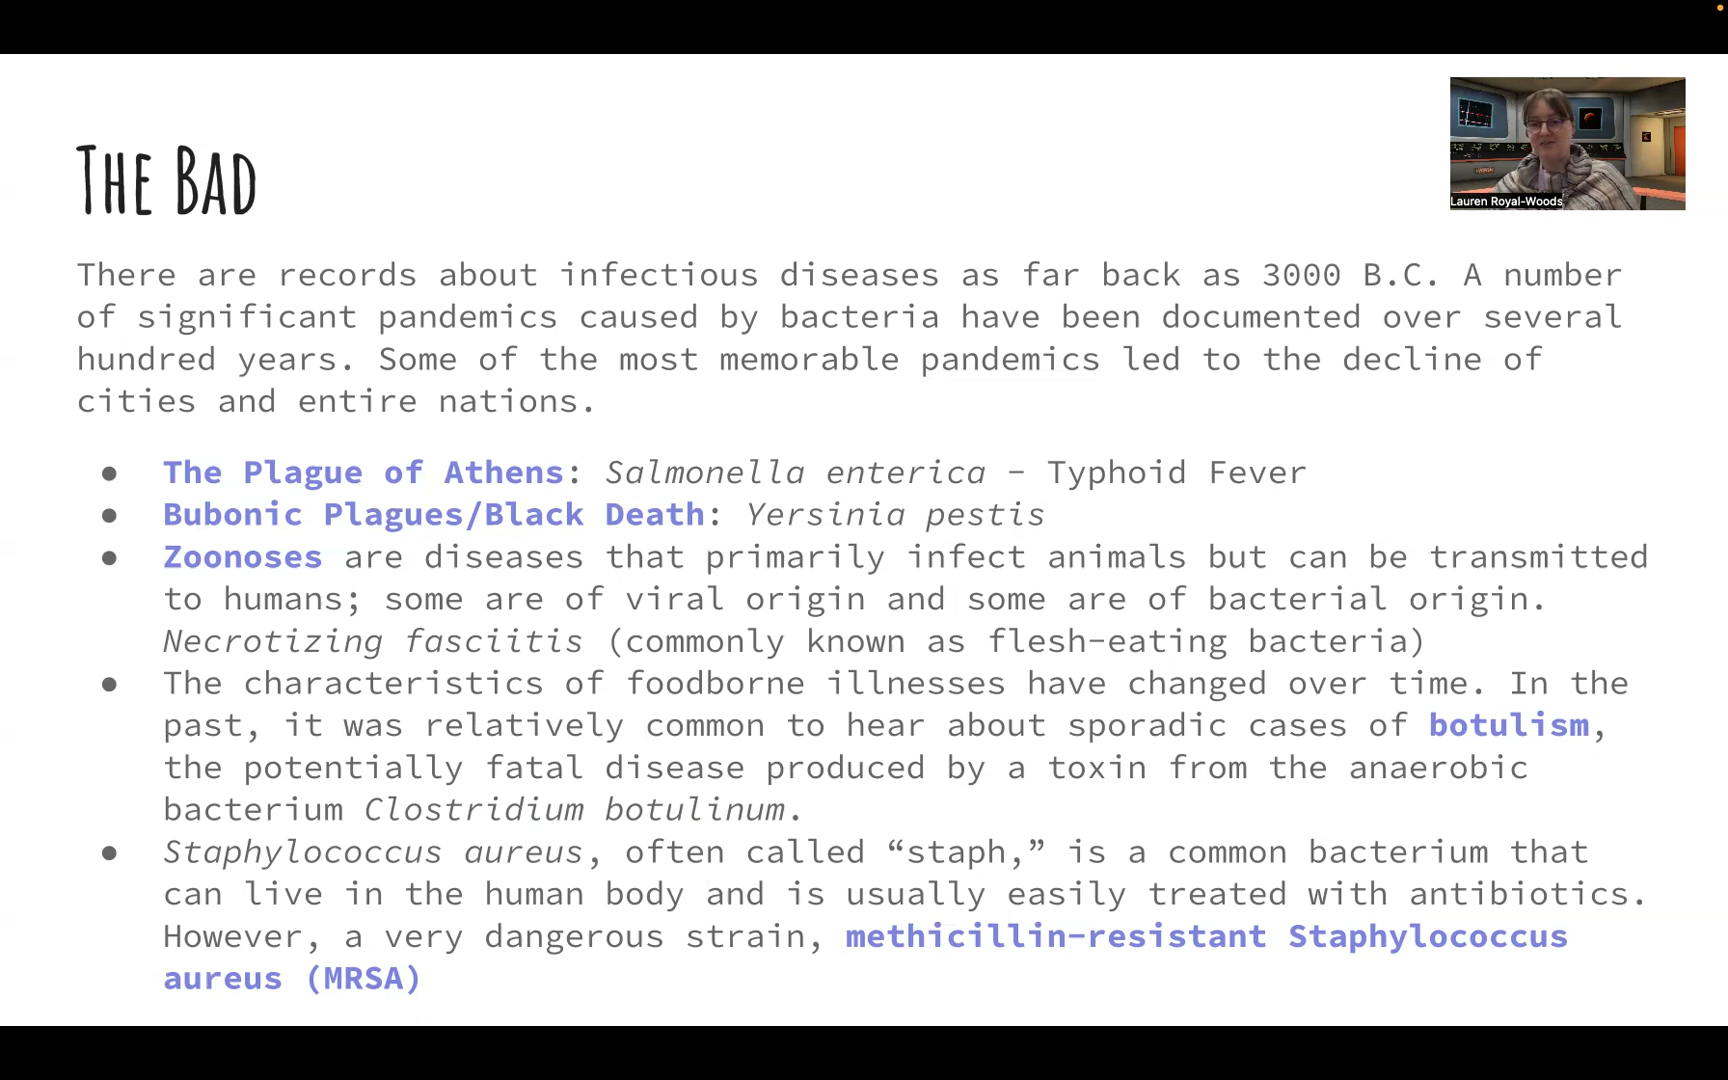 The Bad
Lauren Royal-Woods
There are records about infectious diseases as far back as 3000 B.C. A number
of significant pandemics caused by bacteria have been documented over several
hundred years. Some of the most memorable pandemics led to the decline of
cities and entire nations.
● The Plague of Athens: Salmonella enterica - Typhoid Fever
● Bubonic Plagues/Black Death: Yersinia pestis
● Zoonoses are diseases that primarily infect animals but can be transmitted
to humans; some are of viral origin and some are of bacterial origin.
Necrotizing fasciitis (commonly known as flesh-eating bacteria)
● The characteristics of foodborne illnesses have changed over time. In the
past, it was relatively common to hear about sporadic cases of botulism,
the potentially fatal disease produced by a toxin from the anaerobic
bacterium Clostridium botulinum.
● Staphylococcus aureus, often called “staph,” is a common bacterium that
can live in the human body and is usually easily treated with antibiotics.
However, a very dangerous strain, methicillin-resistant Staphylococcus
aureus (MRSA)